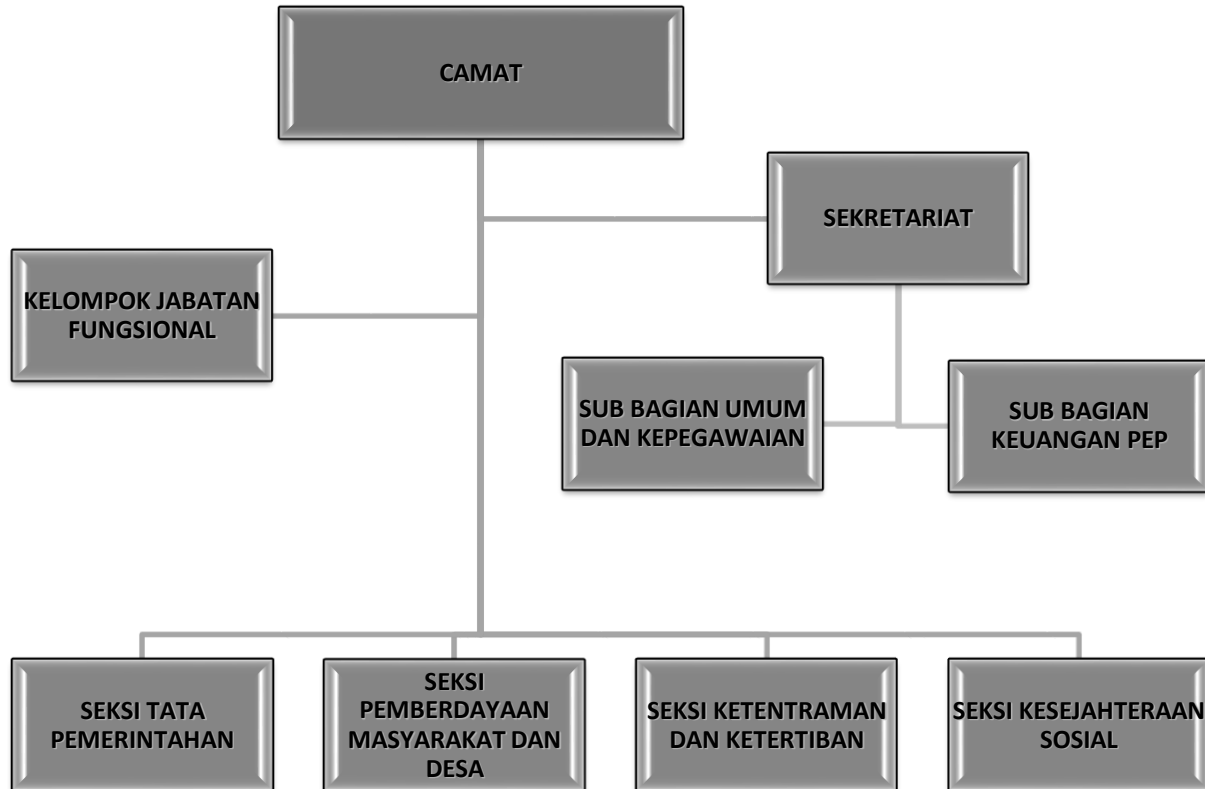 CAMAT
SEKRETARIAT
KELOMPOK JABATAN
FUNGSIONAL
SUB BAGIAN UMUM
DAN KEPEGAWAIAN
SUB BAGIAN
KEUANGAN PEP
SEKSI TATA
PEMERINTAHAN
SEKSI
PEMBERDAYAAN
MASYARAKAT DAN
DESA
SEKSI KETENTRAMAN
DAN KETERTIBAN
SEKSI KESEJAHTERAAN
SOSIAL